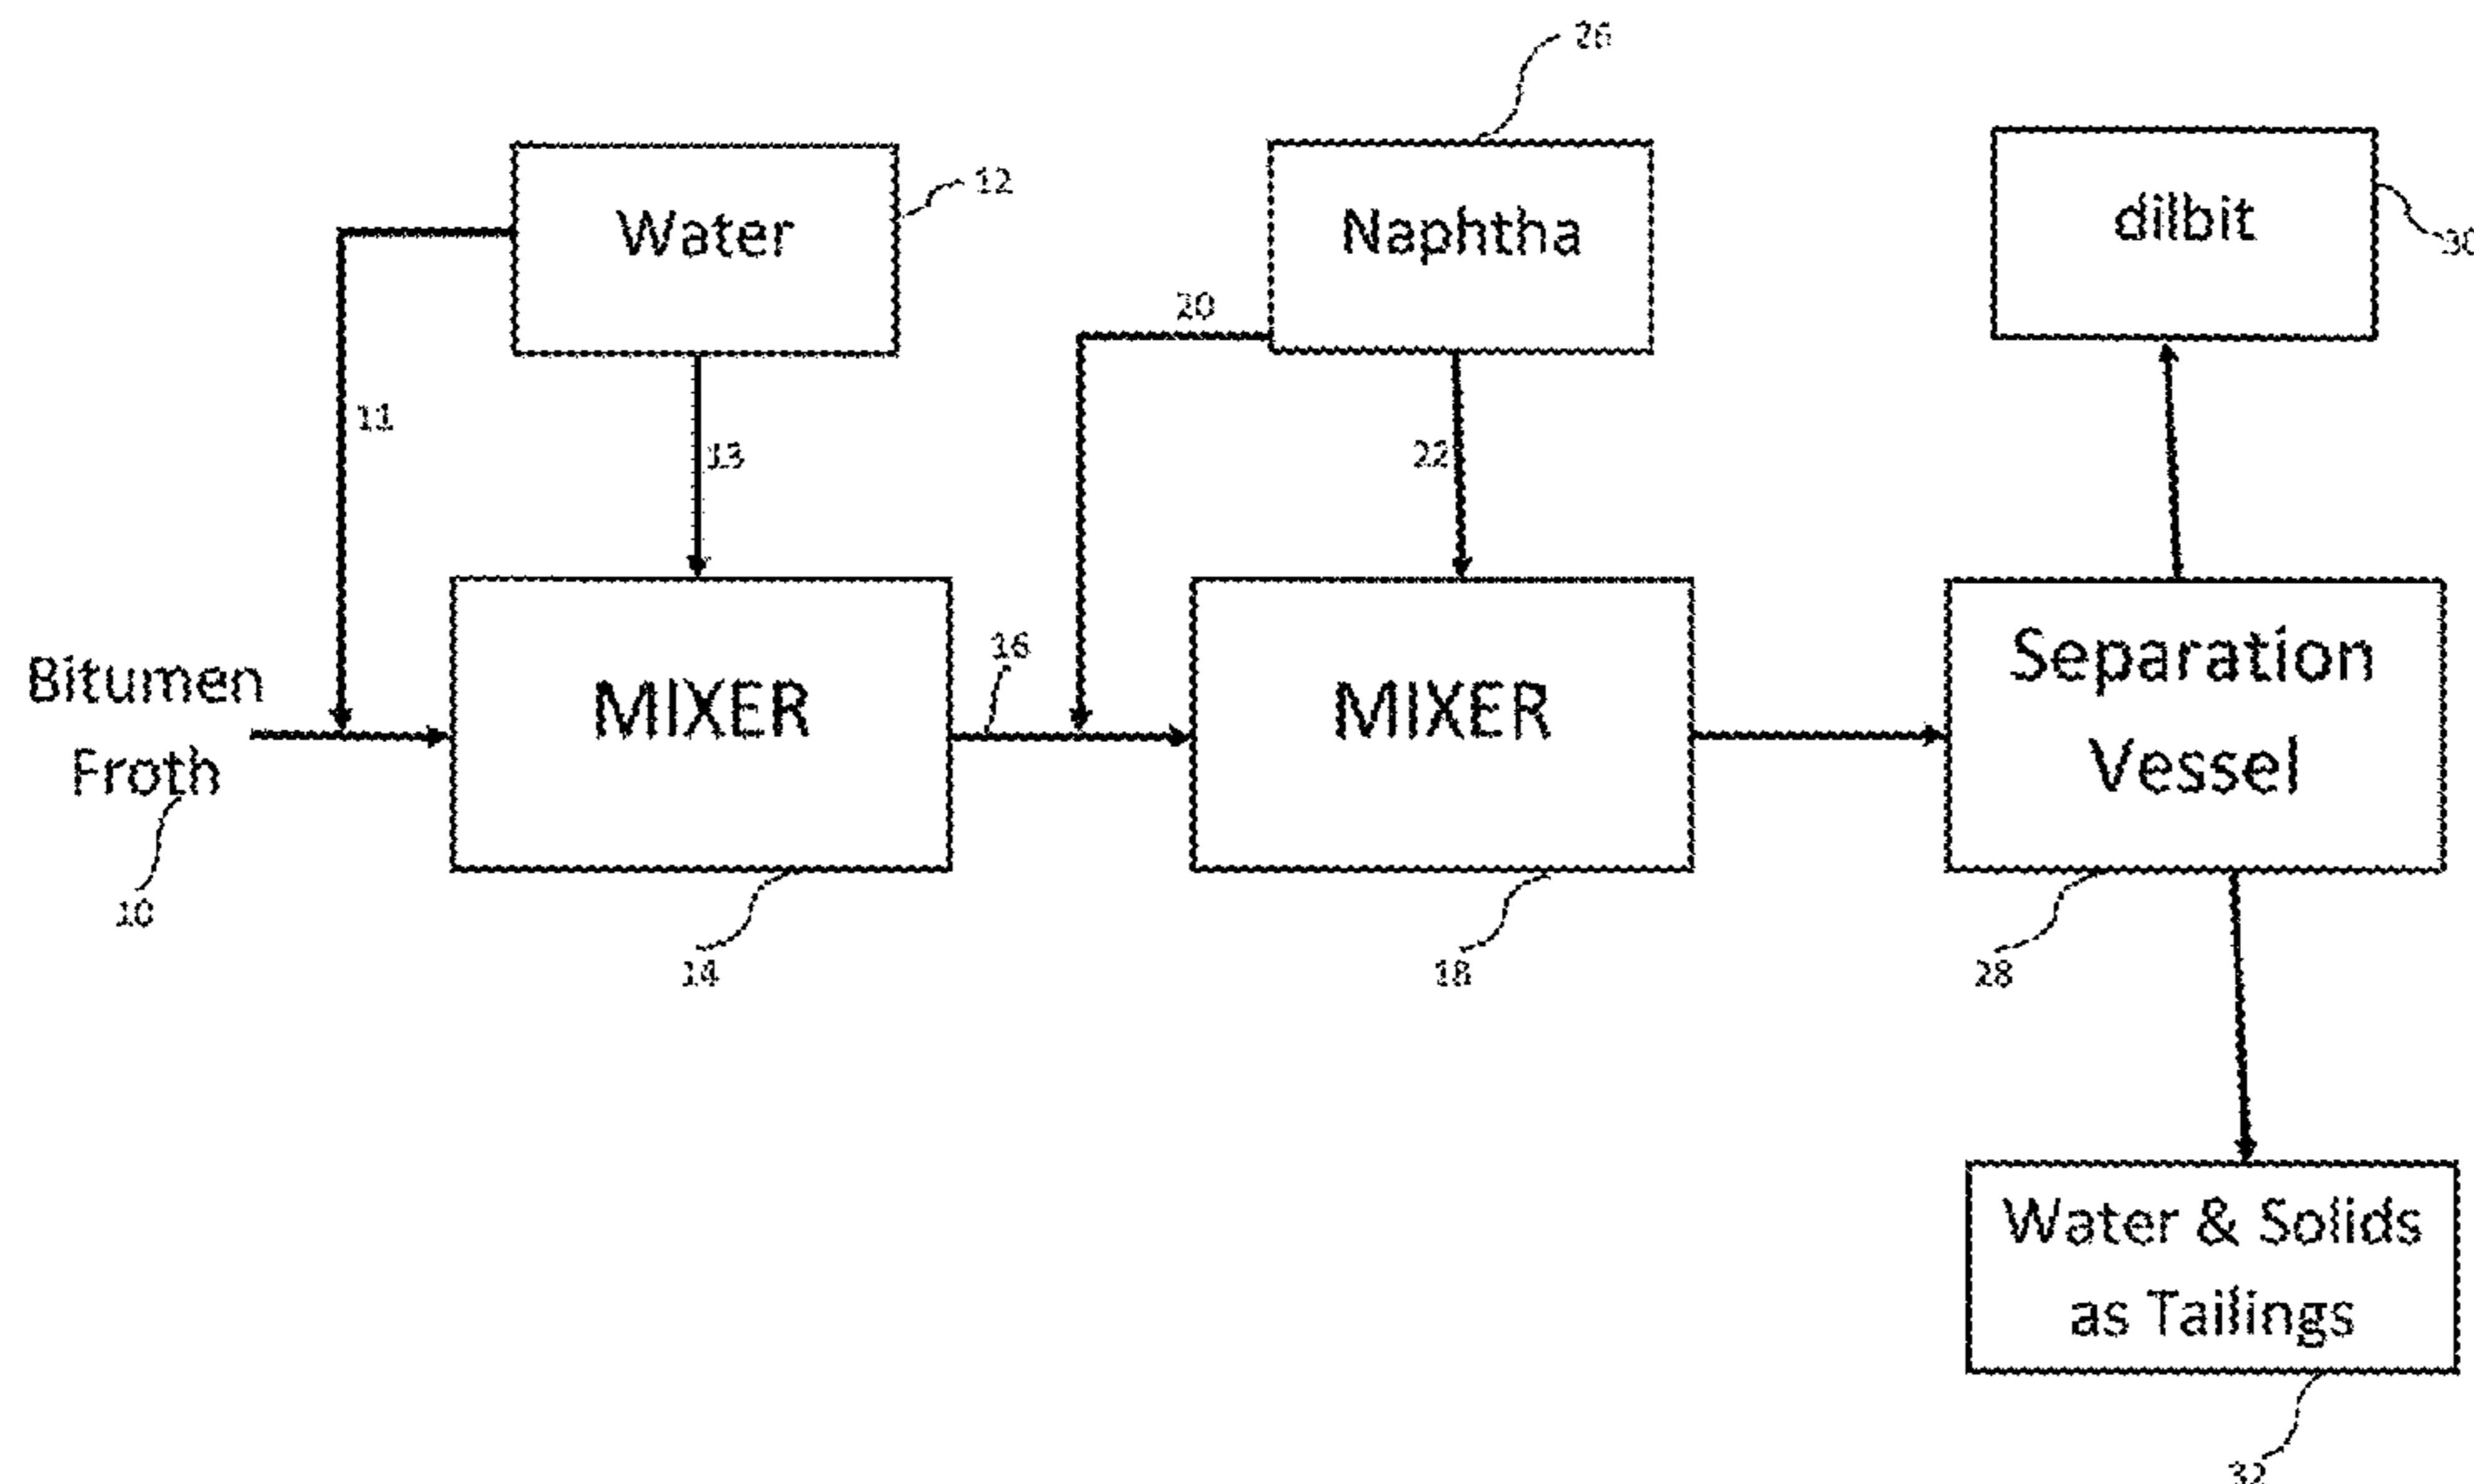 26
Water
12
Naphtha
dilbit
30
20
11
13
22
Bitumen
Froth
16
MIXER
MIXER
Separation
Vessel
10
14
18
28
Water & Solids
as Tailings
32